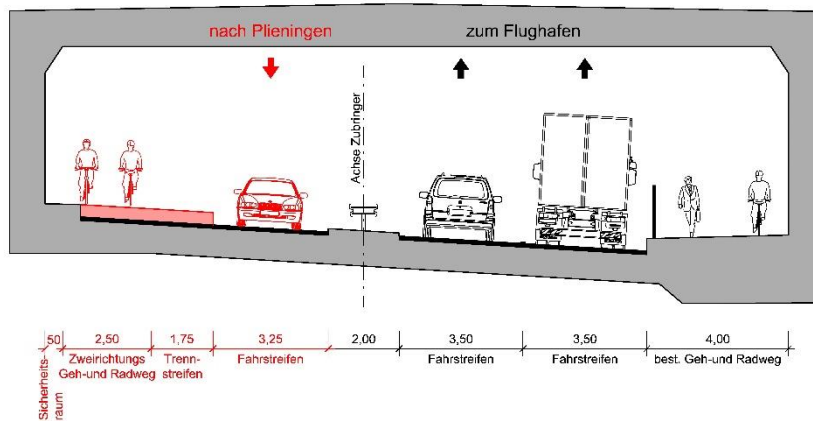 nach Plieningen
zum Flughafen
Achse Zubringer
50
2,50
1,75
3,25
2,00
3,50
3,50
4,00
Sicherheits-
raum
Zweirichtungs
Geh-und Radweg
Trenn-
streifen
Fahrstreifen
Fahrstreifen
Fahrstreifen
best. Geh-und Radweg